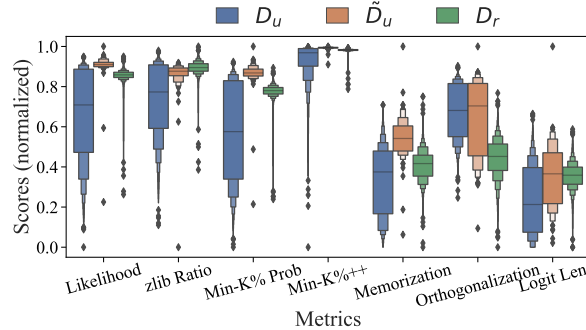 D_u D̃_u D_r
Scores (normalized)
1.0
0.8
0.6
0.4
0.2
0.0
Likelihood
zlib Ratio
Min-K% Prob
Min-K%++
Memorization
Orthogonalization
Logit Len
Metrics